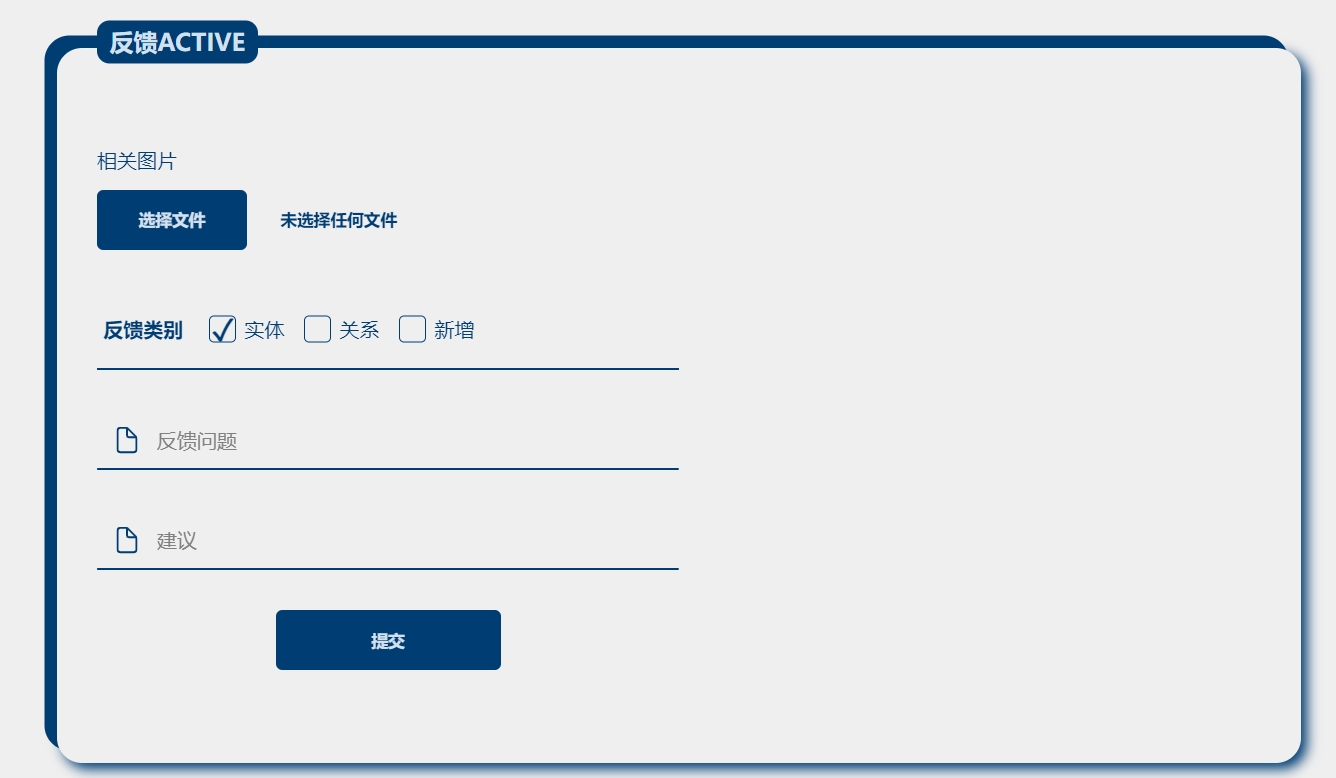 反馈ACTIVE
相关图片
选择文件 未选择任何文件
反馈类别 实体 关系 新增
反馈问题
建议
提交